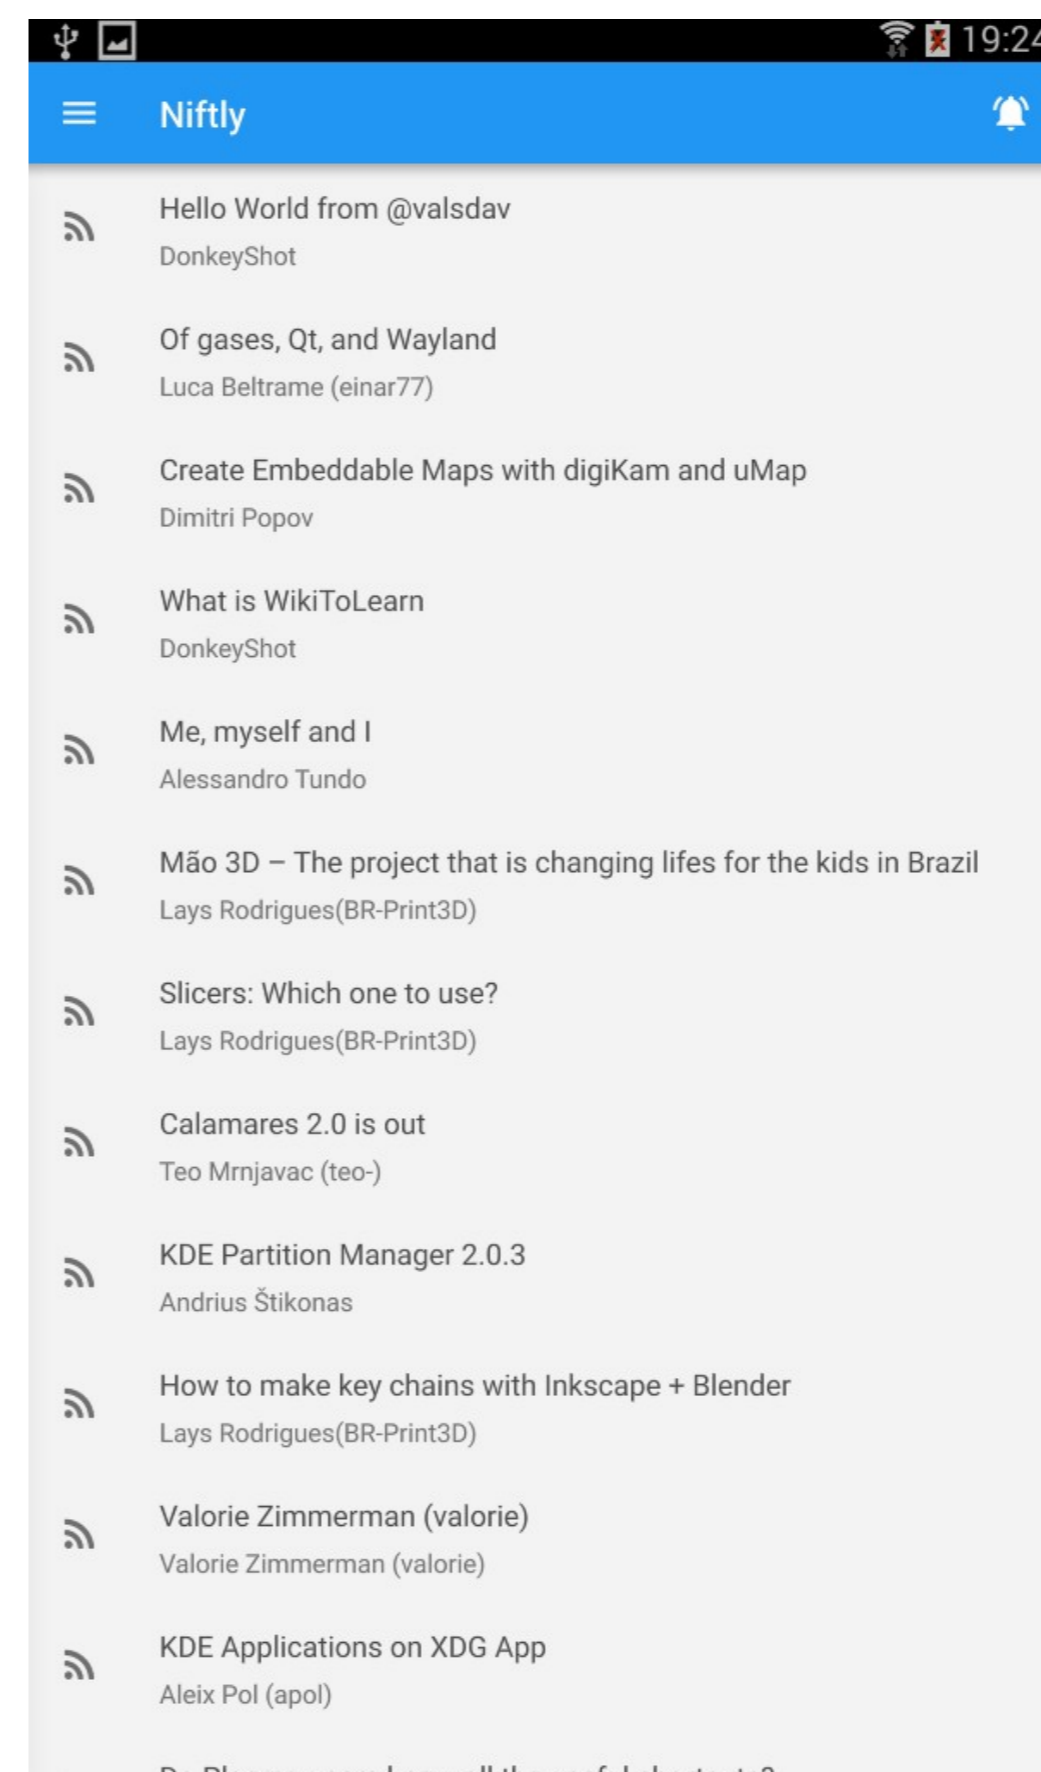 19:24
Niftly
Hello World from @valsdav
DonkeyShot
Of gases, Qt, and Wayland
Luca Beltrame (einar77)
Create Embeddable Maps with digiKam and uMap
Dimitri Popov
What is WikiToLearn
DonkeyShot
Me, myself and I
Alessandro Tundo
Mão 3D – The project that is changing lifes for the kids in Brazil
Lays Rodrigues(BR-Print3D)
Slicers: Which one to use?
Lays Rodrigues(BR-Print3D)
Calamares 2.0 is out
Teo Mrnjavac (teo-)
KDE Partition Manager 2.0.3
Andrius Štikonas
How to make key chains with Inkscape + Blender
Lays Rodrigues(BR-Print3D)
Valorie Zimmerman (valorie)
Valorie Zimmerman (valorie)
KDE Applications on XDG App
Aleix Pol (apol)